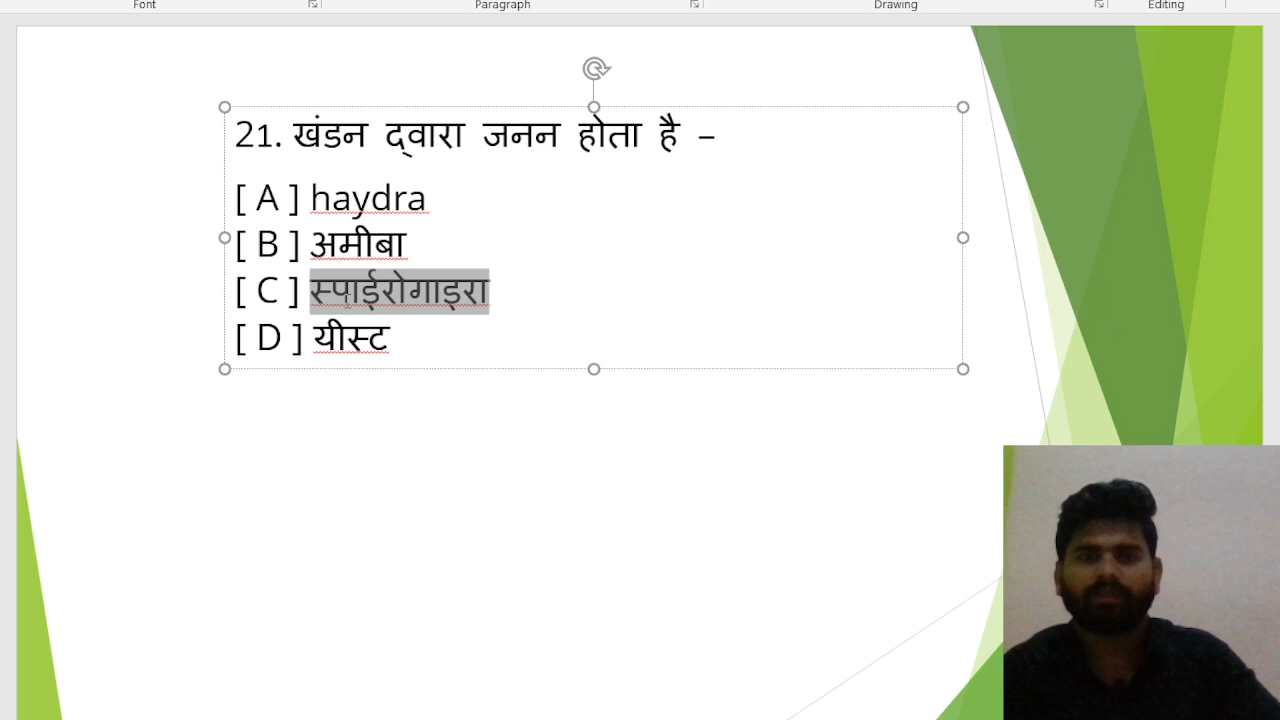 Font Paragraph Drawing Editing
21. खंडन द्वारा जनन होता है –
[ A ] haydra
[ B ] अमीबा
[ C ] स्पाईरोगाइरा
[ D ] यीस्ट